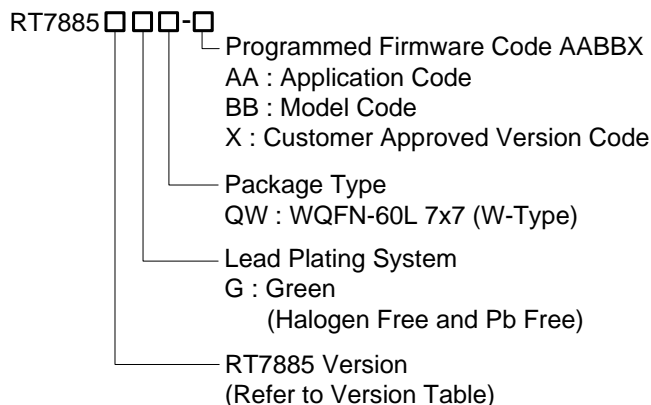 RT7885□□□-□
Programmed Firmware Code AABBX
AA : Application Code
BB : Model Code
X : Customer Approved Version Code
Package Type
QW : WQFN-60L 7x7 (W-Type)
Lead Plating System
G : Green
(Halogen Free and Pb Free)
RT7885 Version
(Refer to Version Table)